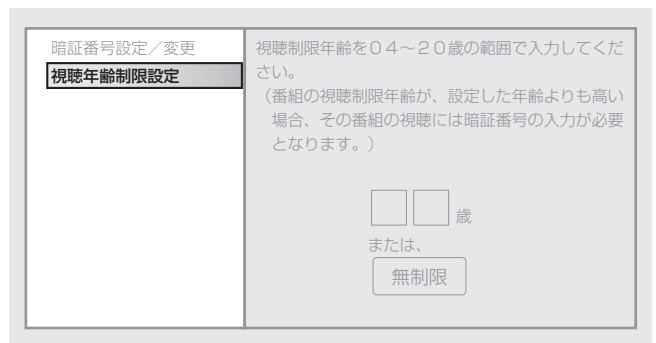 暗証番号設定／変更
視聴年齢制限設定
視聴制限年齢を０４～２０歳の範囲で入力してくだ
さい。
（番組の視聴制限年齢が、設定した年齢よりも高い
場合、その番組の視聴には暗証番号の入力が必要
となります。）
歳
または、
無制限